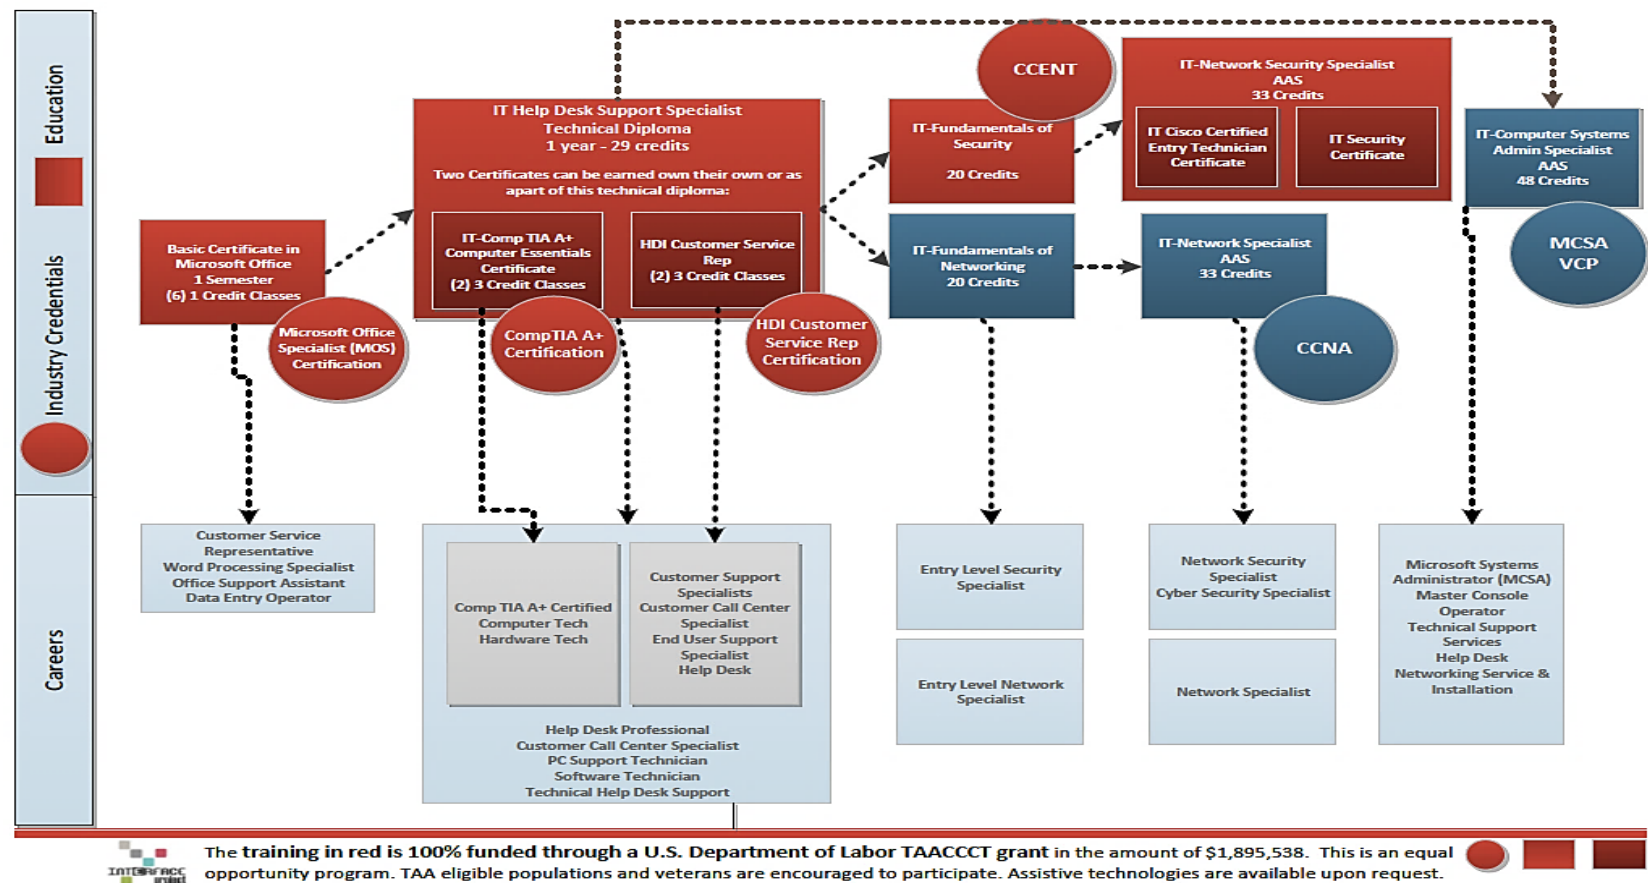 Education
Industry Credentials
Careers
Basic Certificate in
Microsoft Office
1 Semester
(6) 1 Credit Classes
Microsoft Office
Specialist (MOS)
Certification
IT Help Desk Support Specialist
Technical Diploma
1 year - 29 credits
Two Certificates can be earned own their own or as
apart of this technical diploma:
IT-Comp TIA A+
Computer Essentials
Certificate
(2) 3 Credit Classes
HDI Customer Service
Rep
(2) 3 Credit Classes
CompTIA A+
Certification
HDI Customer
Service Rep
Certification
CCENT
IT-Fundamentals of
Security
20 Credits
IT-Network Security Specialist
AAS
33 Credits
IT Cisco Certified
Entry Technician
Certificate
IT Security
Certificate
IT-Computer Systems
Admin Specialist
AAS
48 Credits
MCSA
VCP
IT-Fundamentals of
Networking
20 Credits
IT-Network Specialist
AAS
33 Credits
CCNA
Customer Service
Representative
Word Processing Specialist
Office Support Assistant
Data Entry Operator
Comp TIA A+ Certified
Computer Tech
Hardware Tech
Customer Support
Specialists
Customer Call Center
Specialist
End User Support
Specialist
Help Desk
Help Desk Professional
Customer Call Center Specialist
PC Support Technician
Software Technician
Technical Help Desk Support
Entry Level Security
Specialist
Entry Level Network
Specialist
Network Security
Specialist
Cyber Security Specialist
Network Specialist
Microsoft Systems
Administrator (MCSA)
Master Console
Operator
Technical Support
Services
Help Desk
Networking Service &
Installation
INTERFACE
project
The training in red is 100% funded through a U.S. Department of Labor TAACCCT grant in the amount of $1,895,538. This is an equal
opportunity program. TAA eligible populations and veterans are encouraged to participate. Assistive technologies are available upon request.